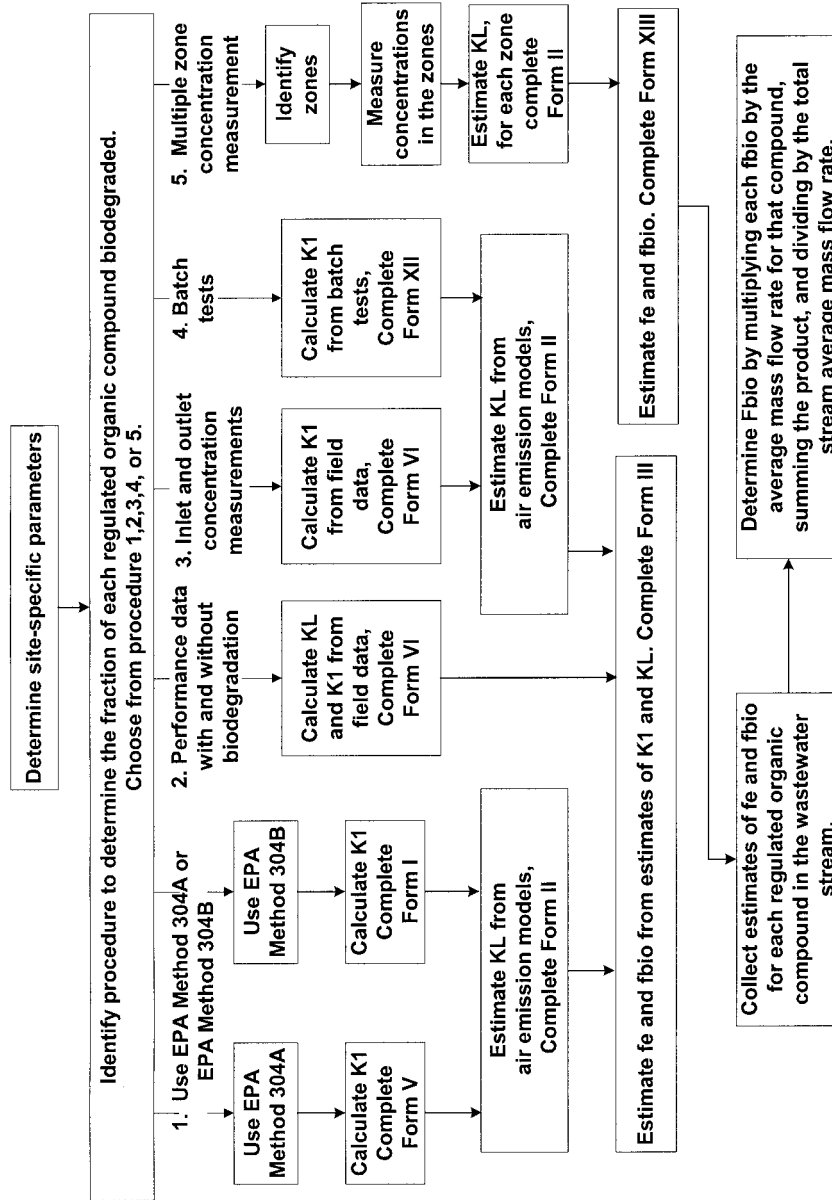 Determine site-specific parameters
Identify procedure to determine the fraction of each regulated organic compound biodegraded.
Choose from procedure 1,2,3,4, or 5.
1. Use EPA Method 304A or
EPA Method 304B
Use EPA
Method 304A
Calculate K1
Complete
Form V
Use EPA
Method 304B
Calculate K1
Complete
Form I
Estimate KL from
air emission models,
Complete Form II
2. Performance data
with and without
biodegradation
Calculate KL
and K1 from
field data,
Complete
Form VI
3. Inlet and outlet
concentration
measurements
Calculate K1
from field
data,
Complete
Form VI
4. Batch
tests
Calculate K1
from batch
tests,
Complete
Form XII
Estimate KL from
air emission models,
Complete Form II
5. Multiple zone
concentration
measurement
Identify
zones
Measure
concentrations
in the zones
Estimate KL,
for each zone
complete
Form II
Estimate fe and fbio from estimates of K1 and KL. Complete Form III
Estimate fe and fbio. Complete Form XIII
Collect estimates of fe and fbio
for each regulated organic
compound in the wastewater
stream.
Determine Fbio by multiplying each fbio by the
average mass flow rate for that compound,
summing the product, and dividing by the total
stream average mass flow rate.